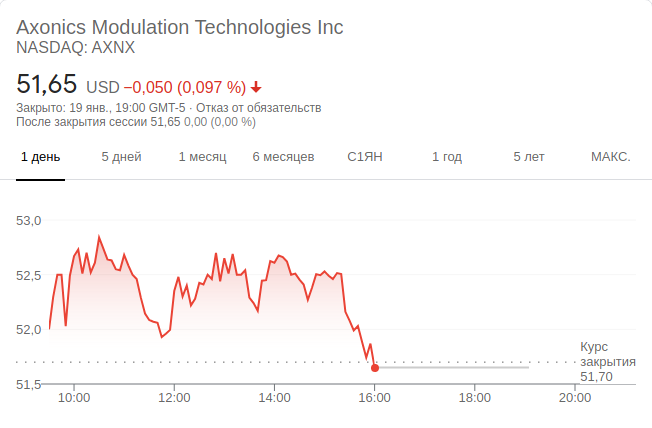 Axonics Modulation Technologies Inc
NASDAQ: AXNX
51,65 USD −0,050 (0,097 %)
Закрыто: 19 янв., 19:00 GMT-5 · Отказ от обязательств
После закрытия сессии 51,65 0,00 (0,00 %)
1 день 5 дней 1 месяц 6 месяцев С1ЯН 1 год 5 лет МАКС.
53,0
52,5
52,0
Курс
закрытия
51,70
51,5
10:00 12:00 14:00 16:00 18:00 20:00